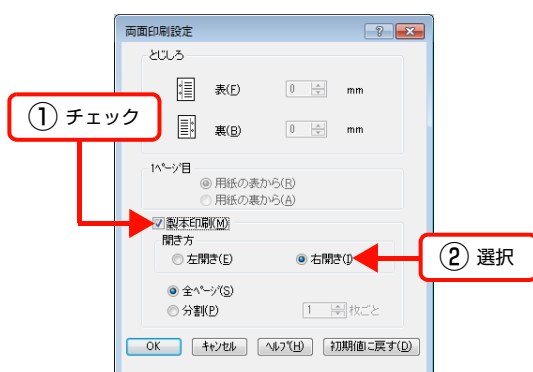 両面印刷設定
とじしろ
表(F) 0 mm
① チェック
裏(B) 0 mm
1ページ目
用紙の表から(R)
用紙の裏から(A)
製本印刷(M)
開き方
左開き(E) 右開き(I)
② 選択
全ページ(S)
分割(P) 1 枚ごと
OK キャンセル ヘルプ(H) 初期値に戻す(D)